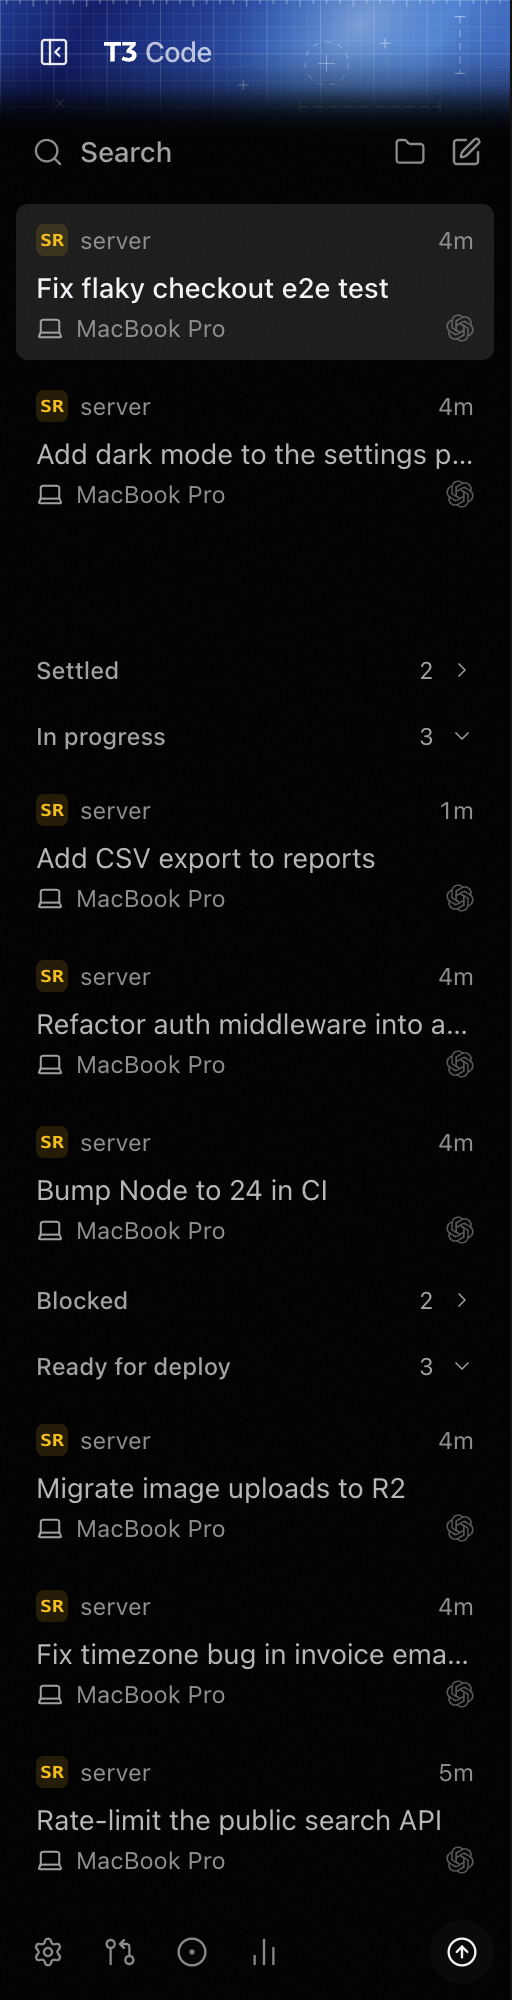 T3 Code
Search
SR server 4m
Fix flaky checkout e2e test
MacBook Pro
SR server 4m
Add dark mode to the settings p...
MacBook Pro
Settled 2
In progress 3
SR server 1m
Add CSV export to reports
MacBook Pro
SR server 4m
Refactor auth middleware into a...
MacBook Pro
SR server 4m
Bump Node to 24 in CI
MacBook Pro
Blocked 2
Ready for deploy 3
SR server 4m
Migrate image uploads to R2
MacBook Pro
SR server 4m
Fix timezone bug in invoice ema...
MacBook Pro
SR server 5m
Rate-limit the public search API
MacBook Pro